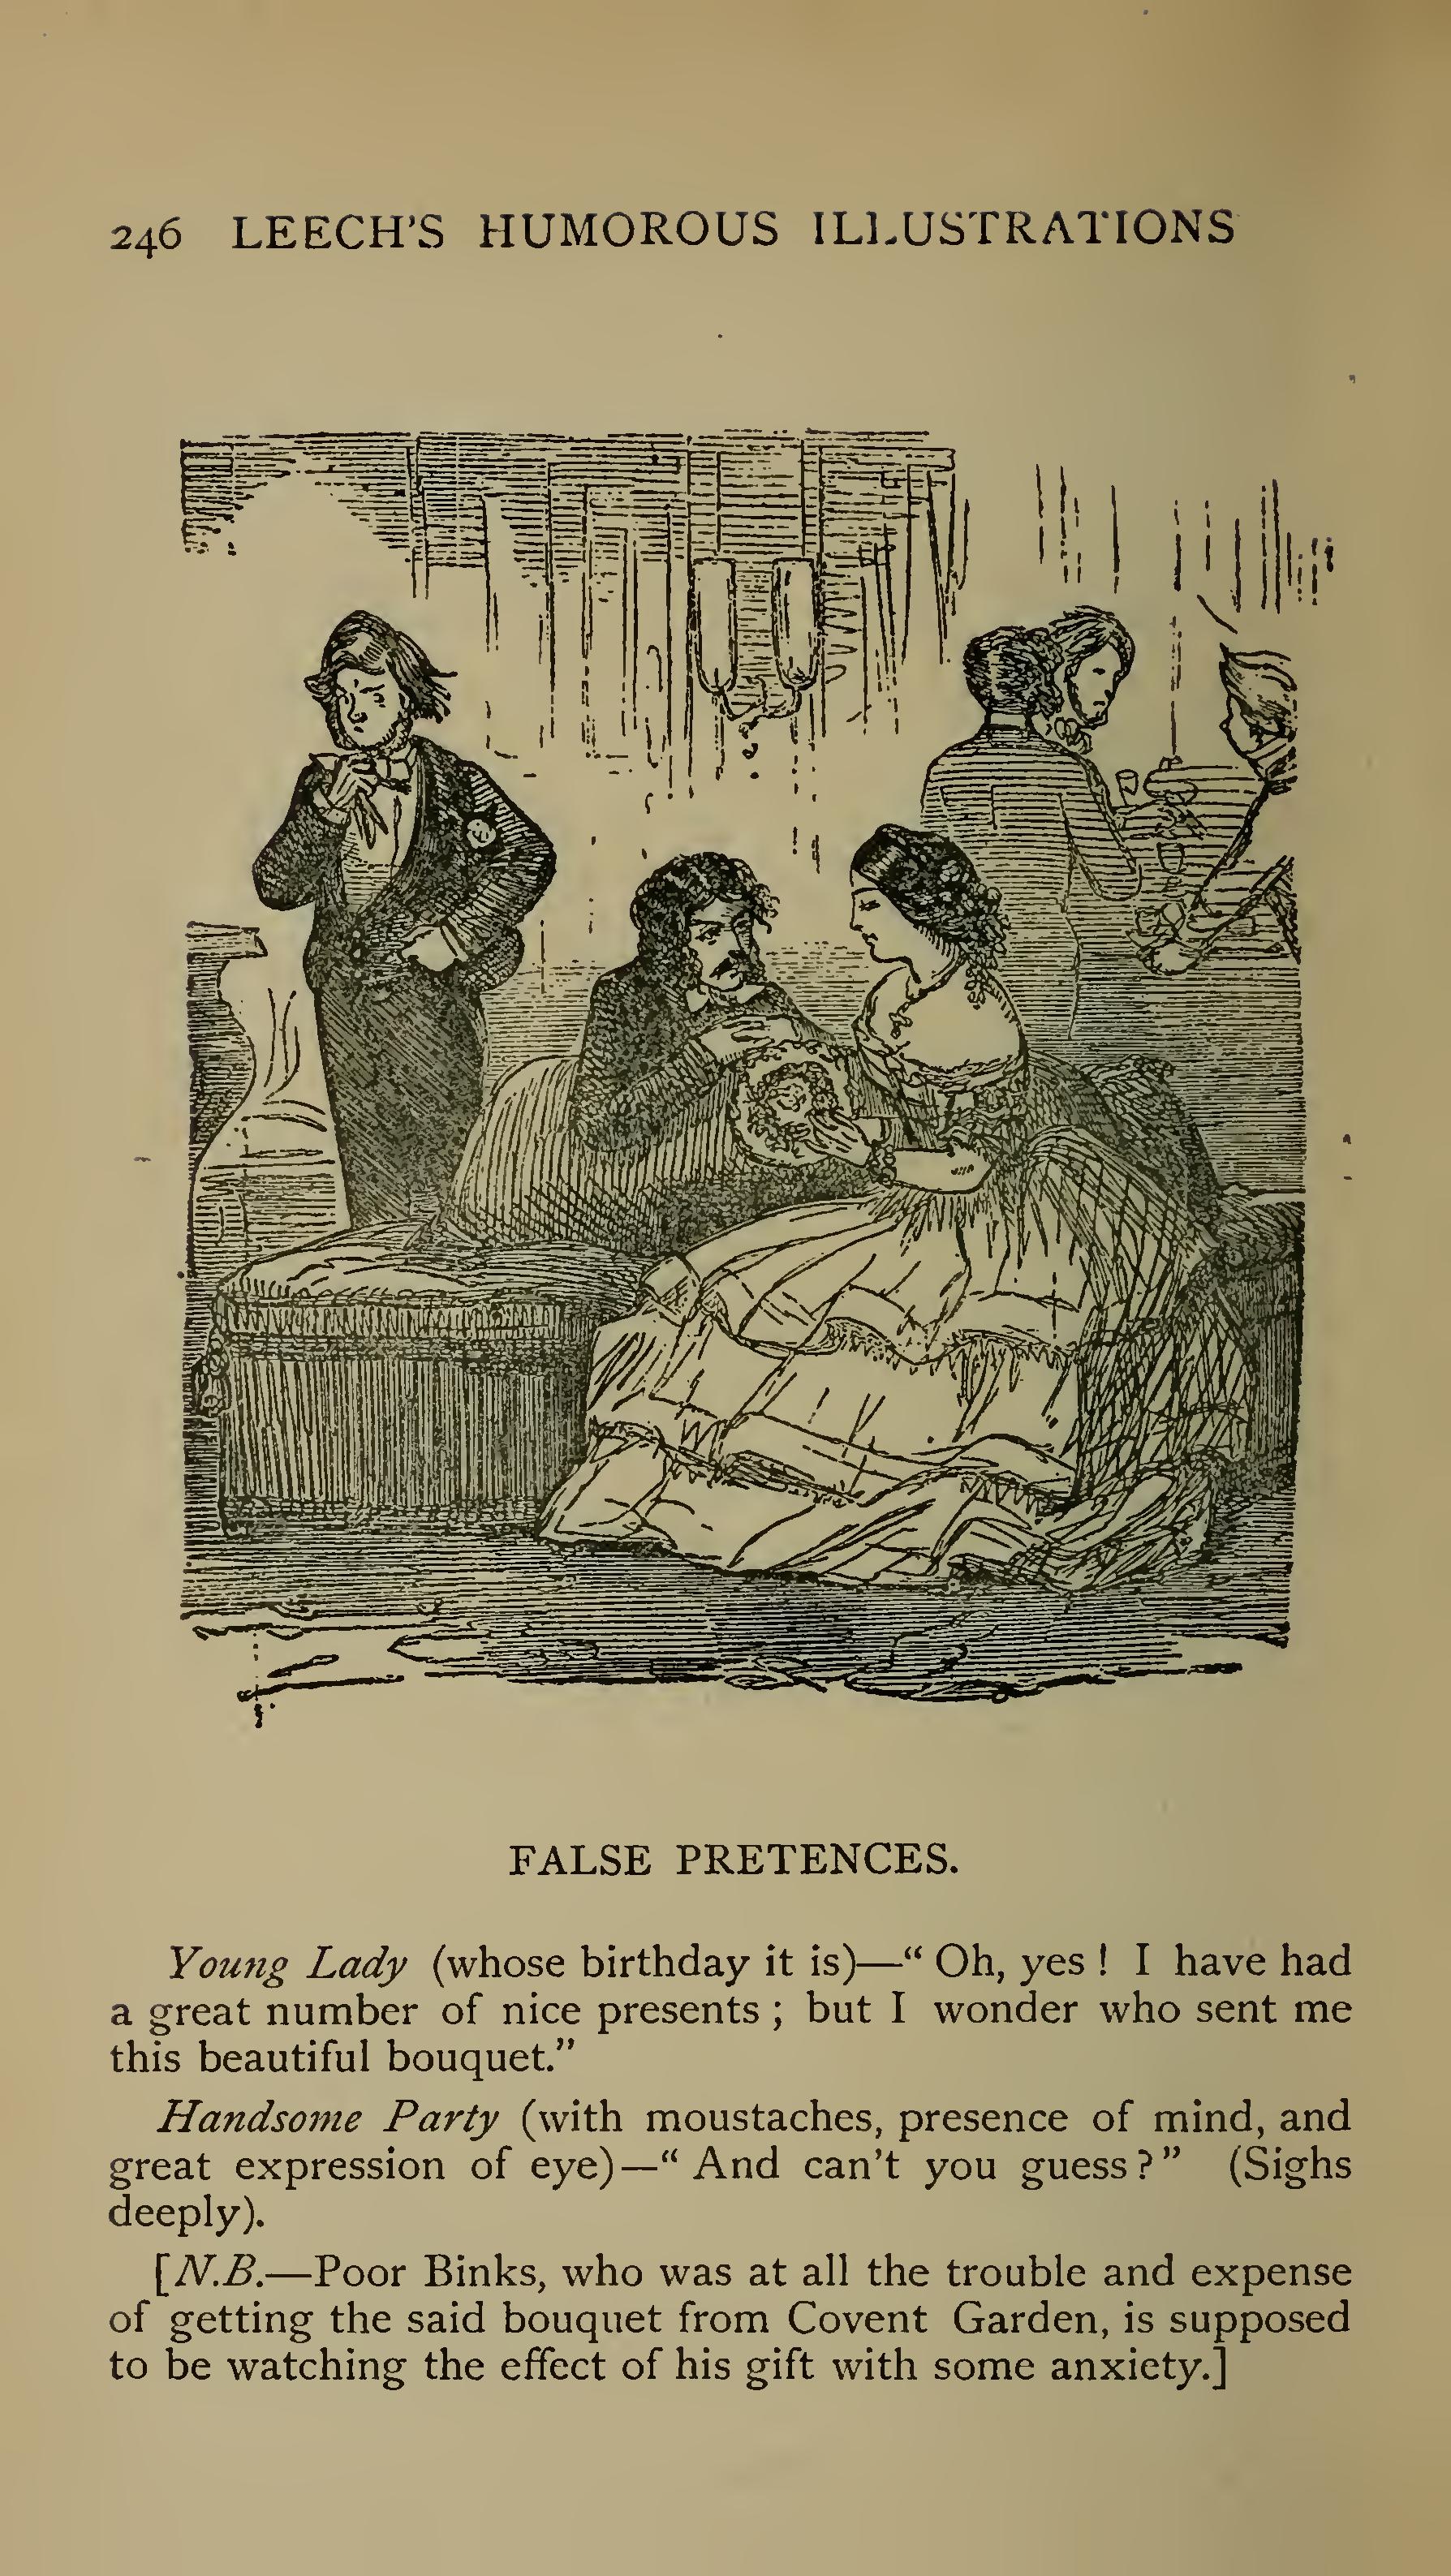 246 LEECH'S HUMOROUS ILLUSTRATIONS
FALSE PRETENCES.
Young Lady (whose birthday it is)—“ Oh, yes ! I have had
a great number of nice presents ; but I wonder who sent me
this beautiful bouquet.”
Handsome Party (with moustaches, presence of mind, and
great expression of eye)—“ And can't you guess ? ” (Sighs
deeply).
[N.B.—Poor Binks, who was at all the trouble and expense
of getting the said bouquet from Covent Garden, is supposed
to be watching the effect of his gift with some anxiety.]